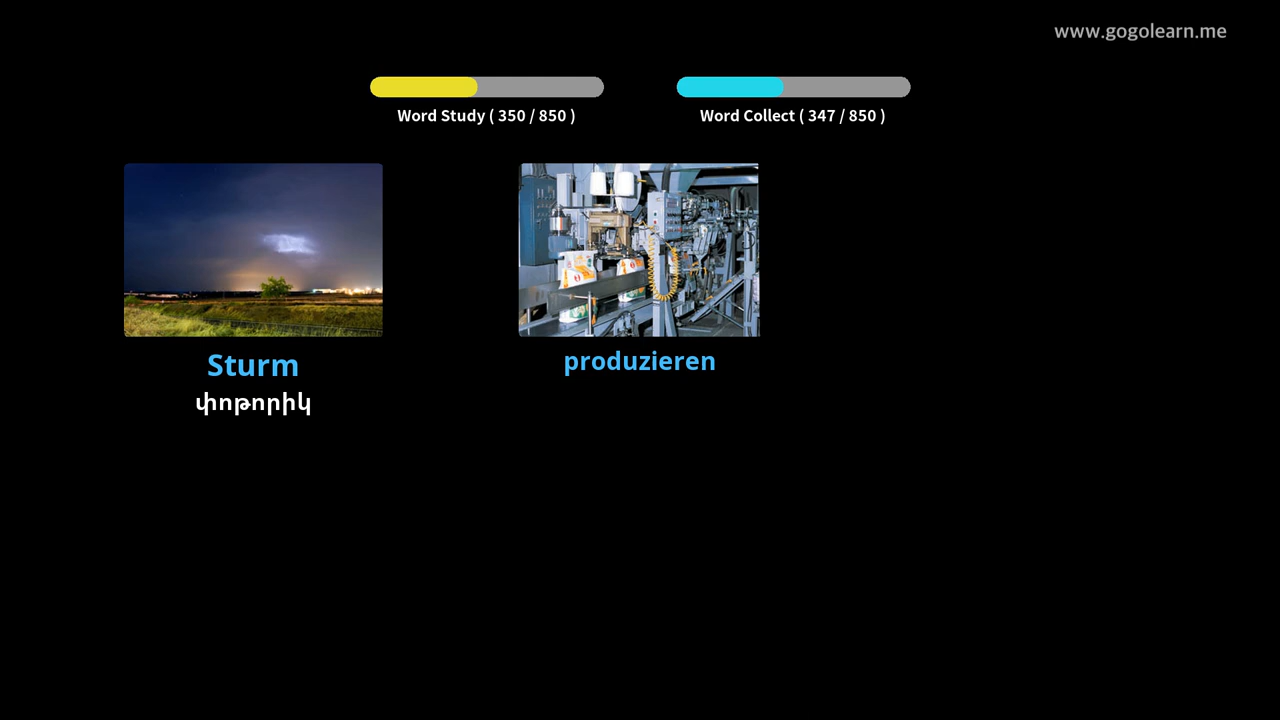 www.gogolearn.me
Word Study ( 350 / 850 )
Word Collect ( 347 / 850 )
Sturm
փոթորիկ
produzieren